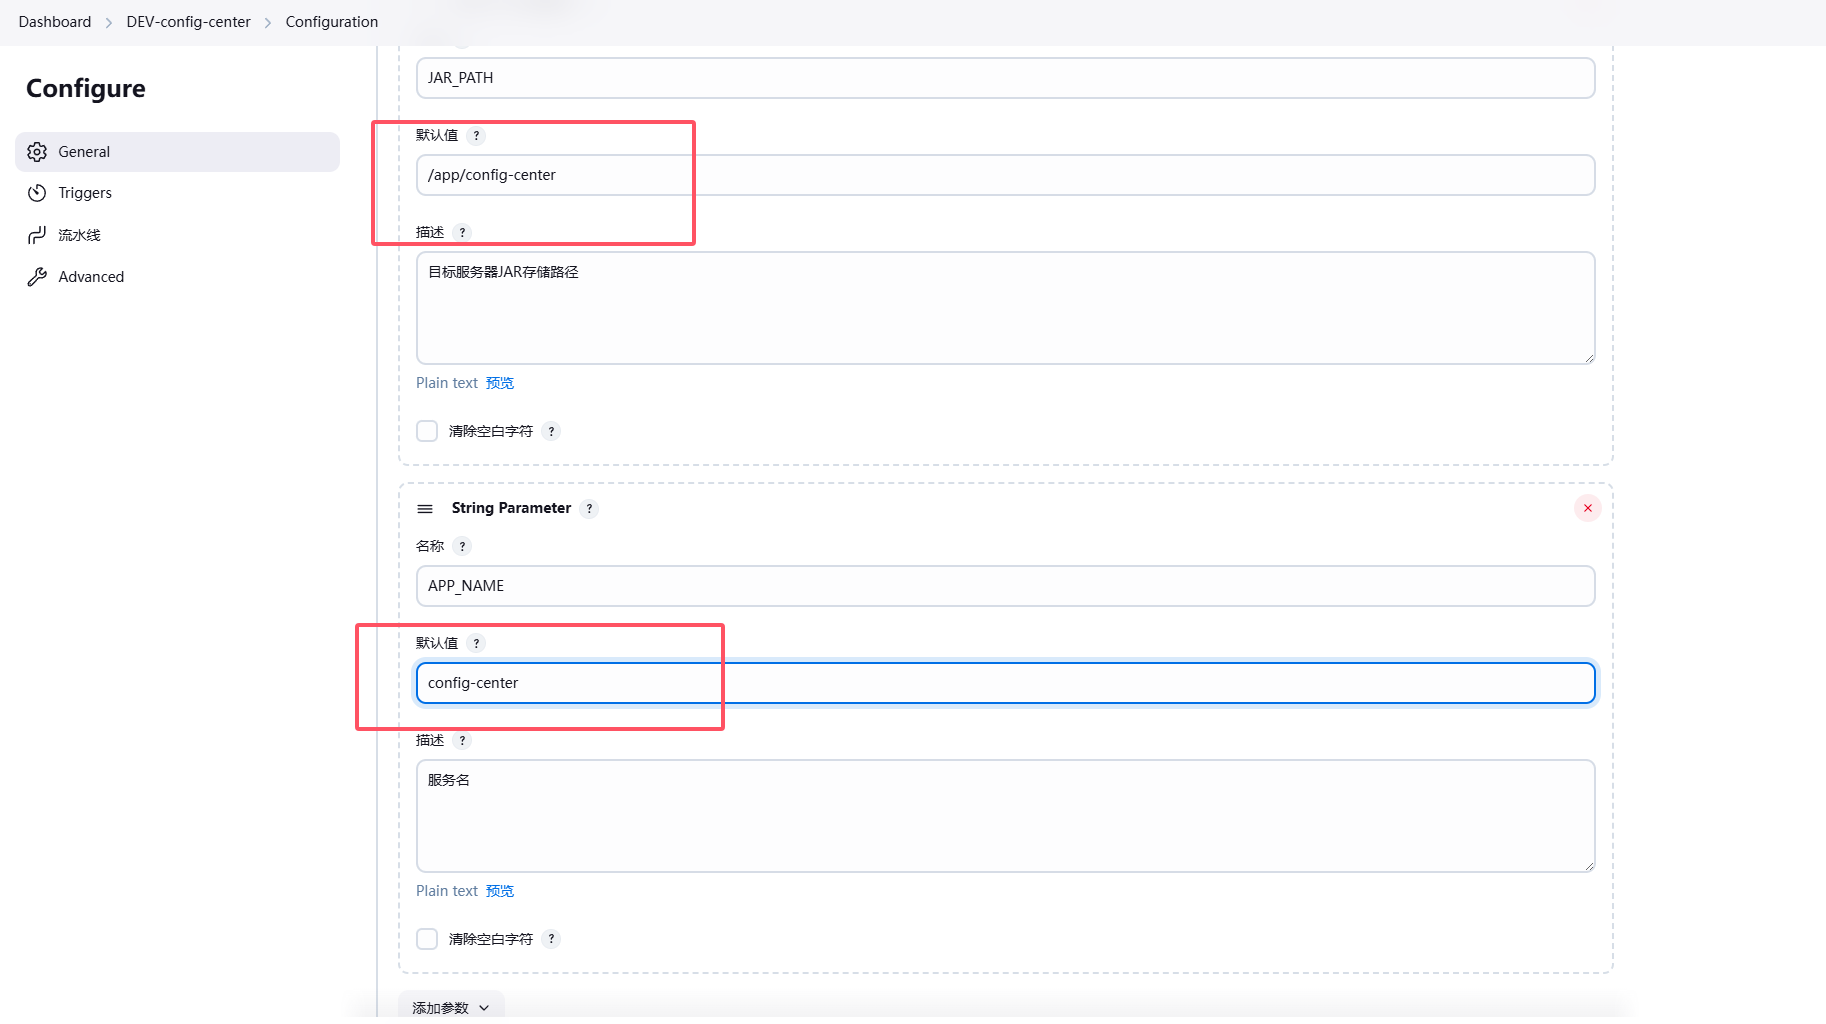 Dashboard > DEV-config-center > Configuration
Configure
General
Triggers
流水线
Advanced
JAR_PATH
默认值 ?
/app/config-center
描述 ?
目标服务器JAR存储路径
Plain text 预览
清除空白字符 ?
String Parameter ?
名称 ?
APP_NAME
默认值 ?
config-center
描述 ?
服务名
Plain text 预览
清除空白字符 ?
添加参数